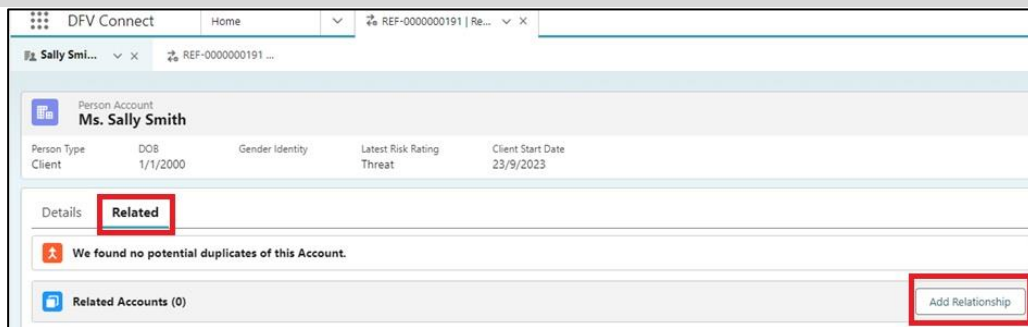 DFV Connect Home REF-0000000191 | Re...
Sally Smi... REF-0000000191 ...
Person Account
Ms. Sally Smith
Person Type DOB Gender Identity Latest Risk Rating Client Start Date
Client 1/1/2000 Threat 23/9/2023
Details Related
We found no potential duplicates of this Account.
Related Accounts (0) Add Relationship